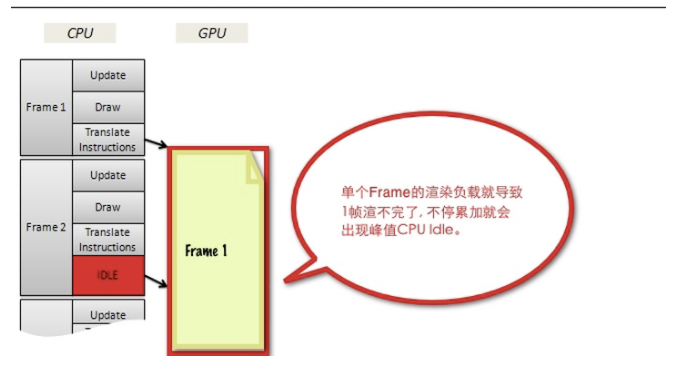 CPU
GPU
Frame 1
Update
Draw
Translate
Instructions
Frame 2
Update
Draw
Translate
Instructions
IDLE
Update
Frame 1
单个Frame的渲染负载就导致
1帧渲不完了, 不停累加就会
出现峰值CPU Idle。